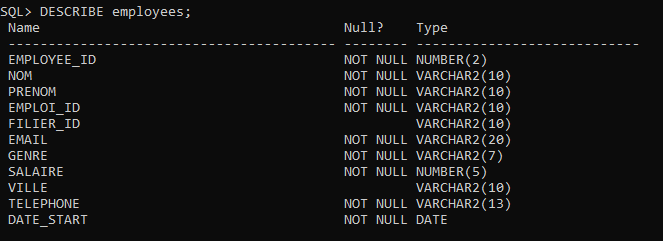 SQL> DESCRIBE employees;
 Name                                      Null?    Type
 ----------------------------------------- -------- ----------------------------
 EMPLOYEE_ID                               NOT NULL NUMBER(2)
 NOM                                       NOT NULL VARCHAR2(10)
 PRENOM                                    NOT NULL VARCHAR2(10)
 EMPLOI_ID                                 NOT NULL VARCHAR2(10)
 FILIER_ID                                          VARCHAR2(10)
 EMAIL                                     NOT NULL VARCHAR2(20)
 GENRE                                     NOT NULL VARCHAR2(7)
 SALAIRE                                   NOT NULL NUMBER(5)
 VILLE                                              VARCHAR2(10)
 TELEPHONE                                 NOT NULL VARCHAR2(13)
 DATE_START                                NOT NULL DATE